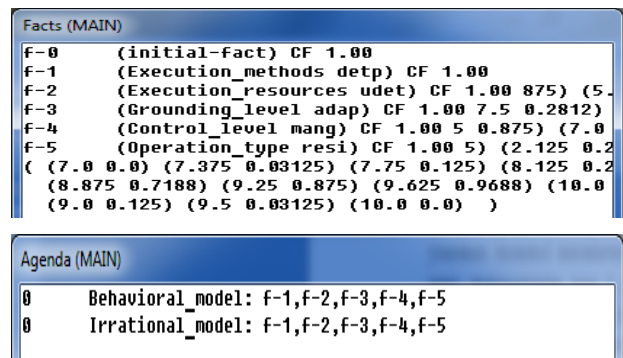 Facts (MAIN)
f-0 (initial-fact) CF 1.00
f-1 (Execution_methods detp) CF 1.00
f-2 (Execution_resources udet) CF 1.00 875) (5.
f-3 (Grounding_level adap) CF 1.00 7.5 0.2812)
f-4 (Control_level mang) CF 1.00 5 0.875) (7.0
f-5 (Operation_type resi) CF 1.00 5) (2.125 0.2
( (7.0 0.0) (7.375 0.03125) (7.75 0.125) (8.125 0.2
(8.875 0.7188) (9.25 0.875) (9.625 0.9688) (10.0
(9.0 0.125) (9.5 0.03125) (10.0 0.0) )
Agenda (MAIN)
0 Behavioral_model: f-1,f-2,f-3,f-4,f-5
0 Irrational_model: f-1,f-2,f-3,f-4,f-5